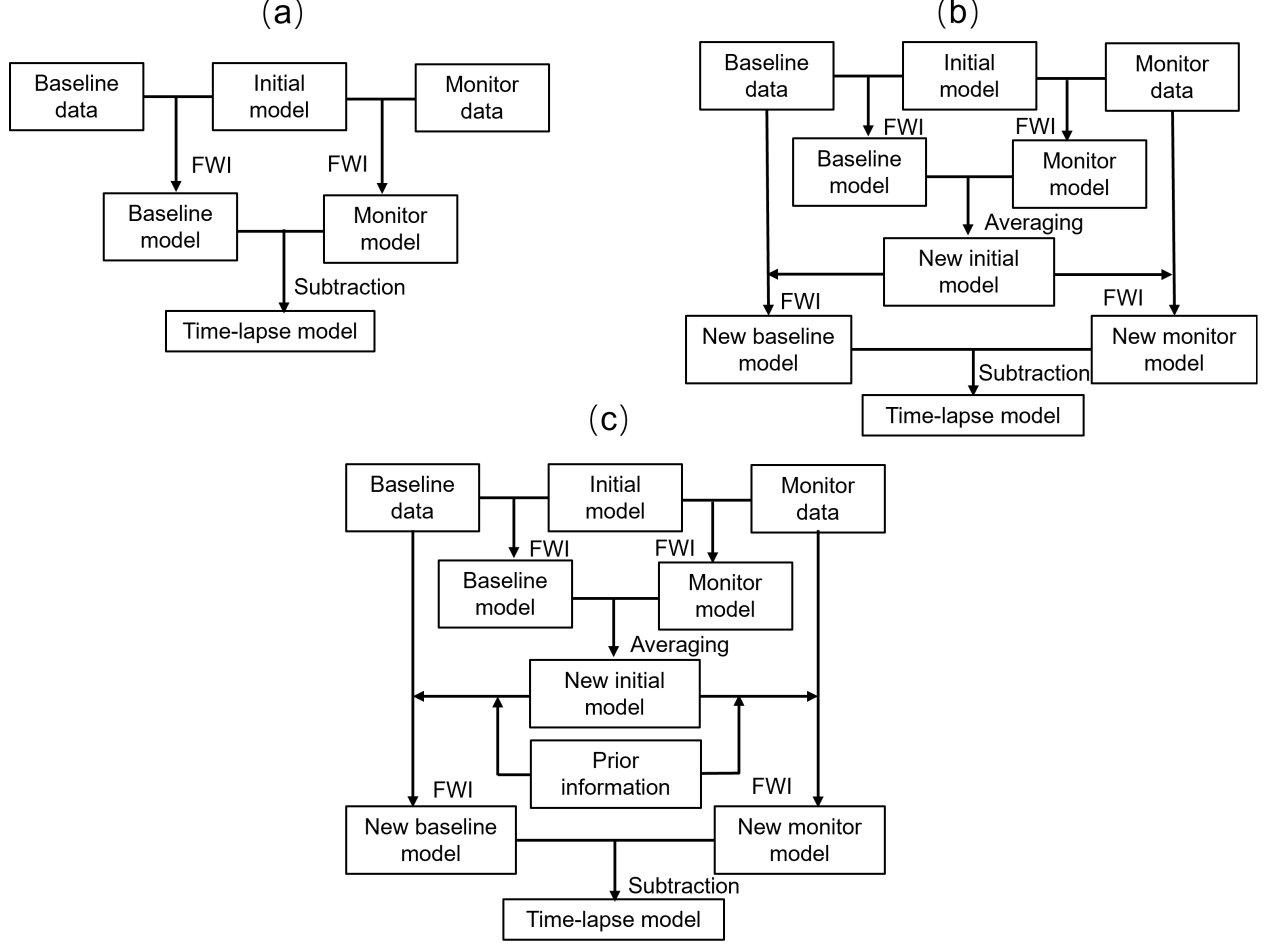 (a)
Baseline
data
Initial
model
Monitor
data
FWI
FWI
Baseline
model
Monitor
model
Subtraction
Time-lapse model
(b)
Baseline
data
Initial
model
Monitor
data
FWI
FWI
Baseline
model
Monitor
model
Averaging
New initial
model
FWI
FWI
New baseline
model
New monitor
model
Subtraction
Time-lapse model
(c)
Baseline
data
Initial
model
Monitor
data
FWI
FWI
Baseline
model
Monitor
model
Averaging
New initial
model
Prior
information
FWI
FWI
New baseline
model
New monitor
model
Subtraction
Time-lapse model